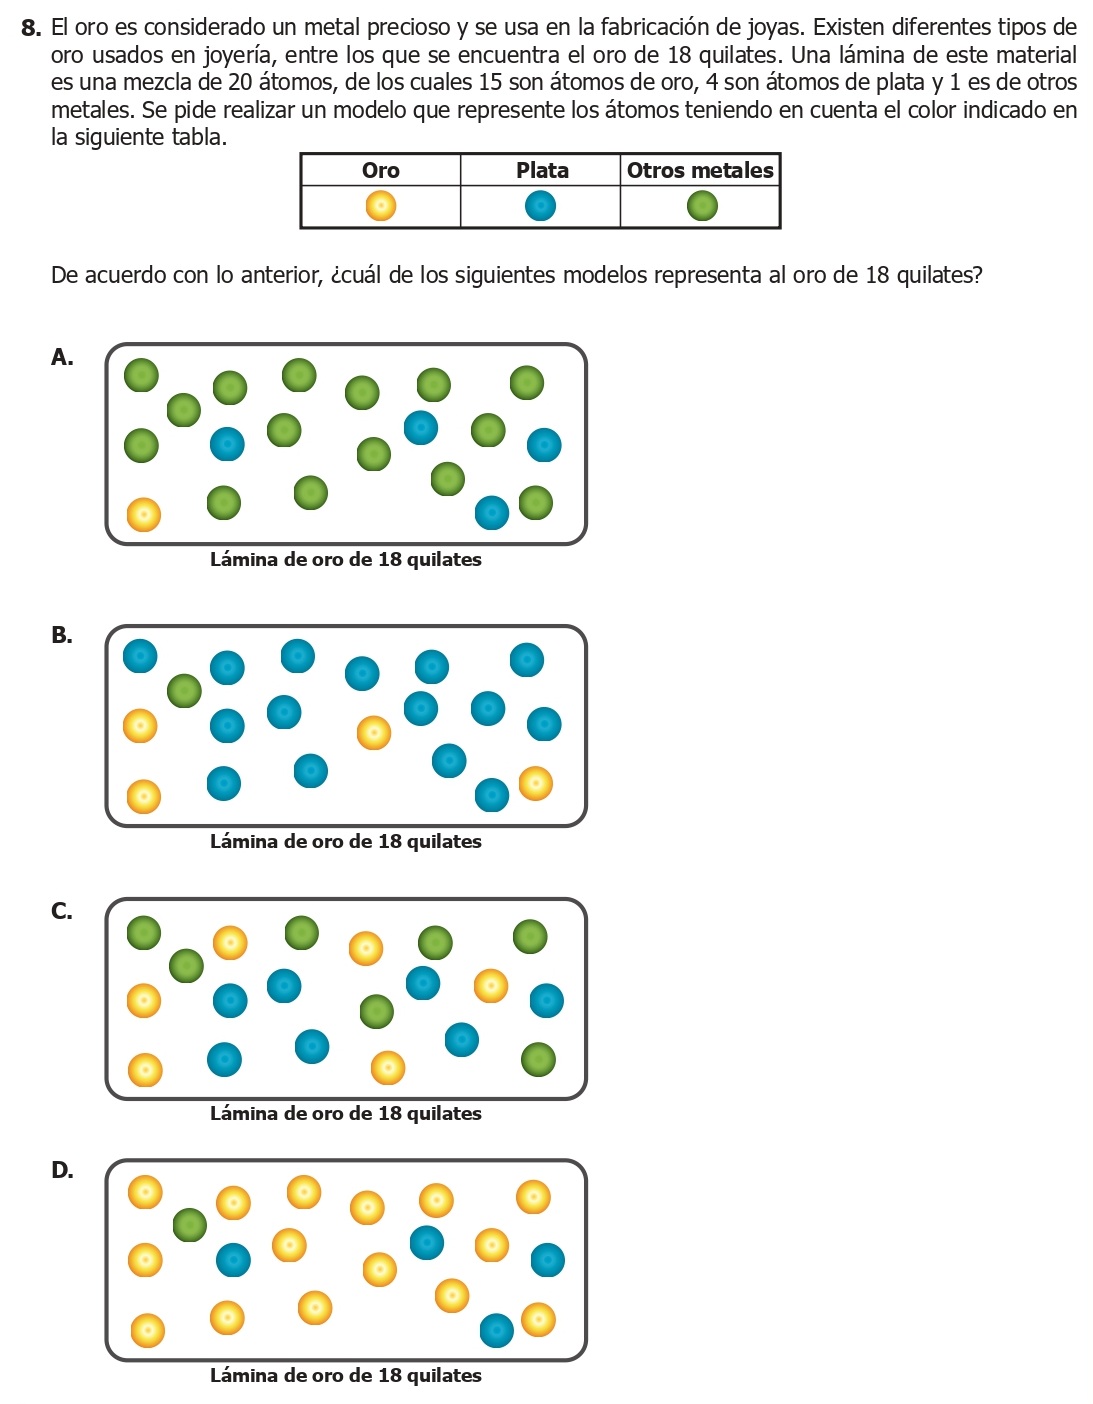 8. El oro es considerado un metal precioso y se usa en la fabricación de joyas. Existen diferentes tipos de
oro usados en joyería, entre los que se encuentra el oro de 18 quilates. Una lámina de este material
es una mezcla de 20 átomos, de los cuales 15 son átomos de oro, 4 son átomos de plata y 1 es de otros
metales. Se pide realizar un modelo que represente los átomos teniendo en cuenta el color indicado en
la siguiente tabla.
Oro Plata Otros metales
De acuerdo con lo anterior, ¿cuál de los siguientes modelos representa al oro de 18 quilates?
A.
Lámina de oro de 18 quilates
B.
Lámina de oro de 18 quilates
C.
Lámina de oro de 18 quilates
D.
Lámina de oro de 18 quilates